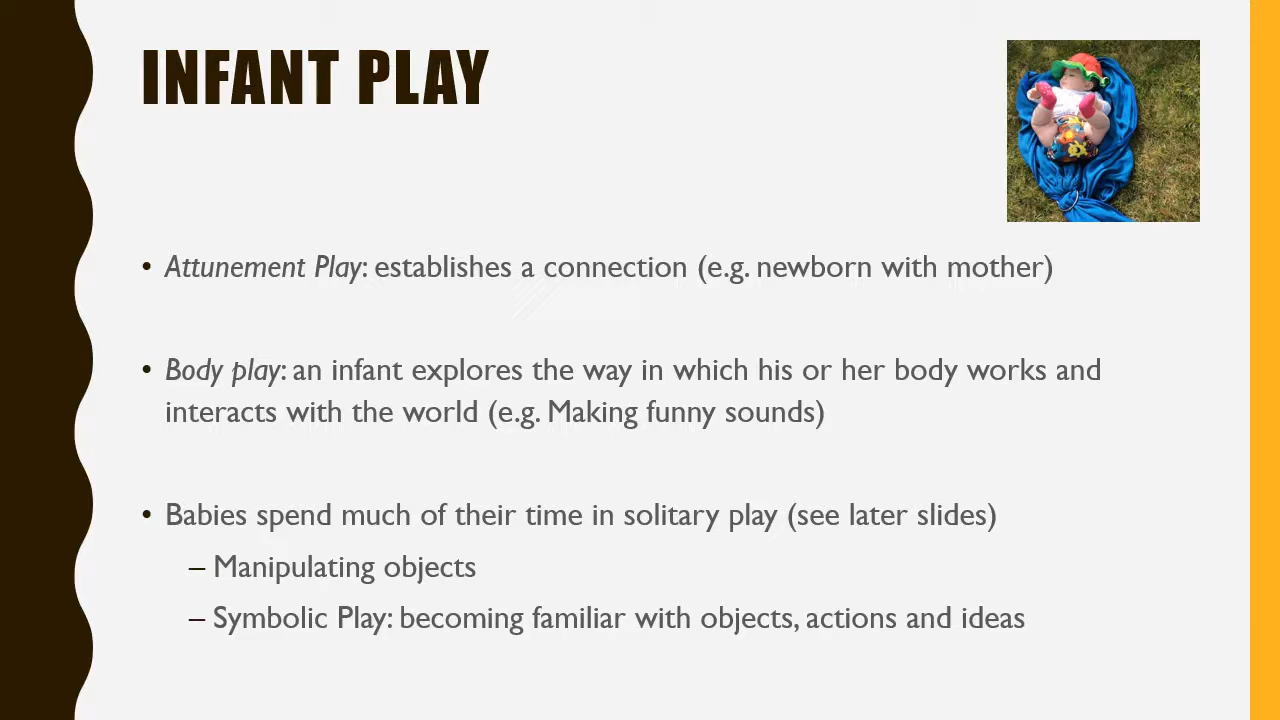 INFANT PLAY
• Attunement Play: establishes a connection (e.g. newborn with mother)
• Body play: an infant explores the way in which his or her body works and
interacts with the world (e.g. Making funny sounds)
• Babies spend much of their time in solitary play (see later slides)
– Manipulating objects
– Symbolic Play: becoming familiar with objects, actions and ideas